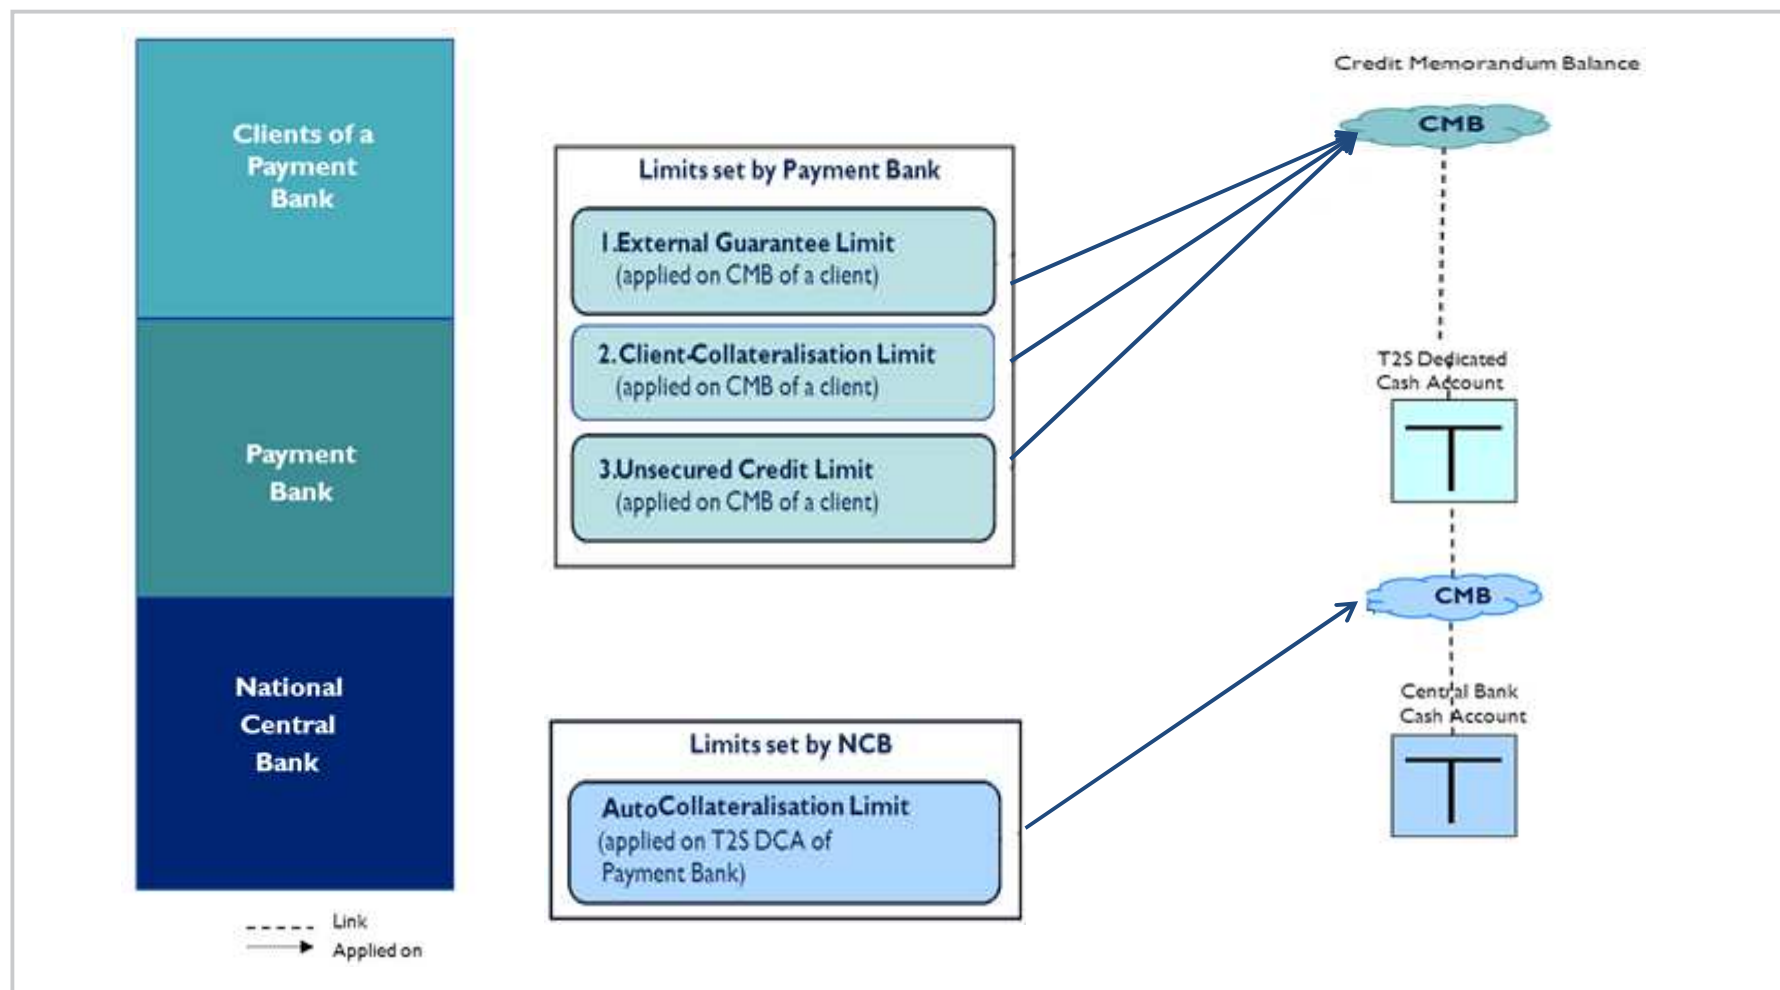 Clients of a
Payment
Bank
Payment
Bank
National
Central
Bank
Link
Applied on
Limits set by Payment Bank
1.External Guarantee Limit
(applied on CMB of a client)
2.Client-Collateralisation Limit
(applied on CMB of a client)
3.Unsecured Credit Limit
(applied on CMB of a client)
Limits set by NCB
AutoCollateralisation Limit
(applied on T2S DCA of
Payment Bank)
Credit Memorandum Balance
CMB
T2S Dedicated
Cash Account
CMB
Central Bank
Cash Account